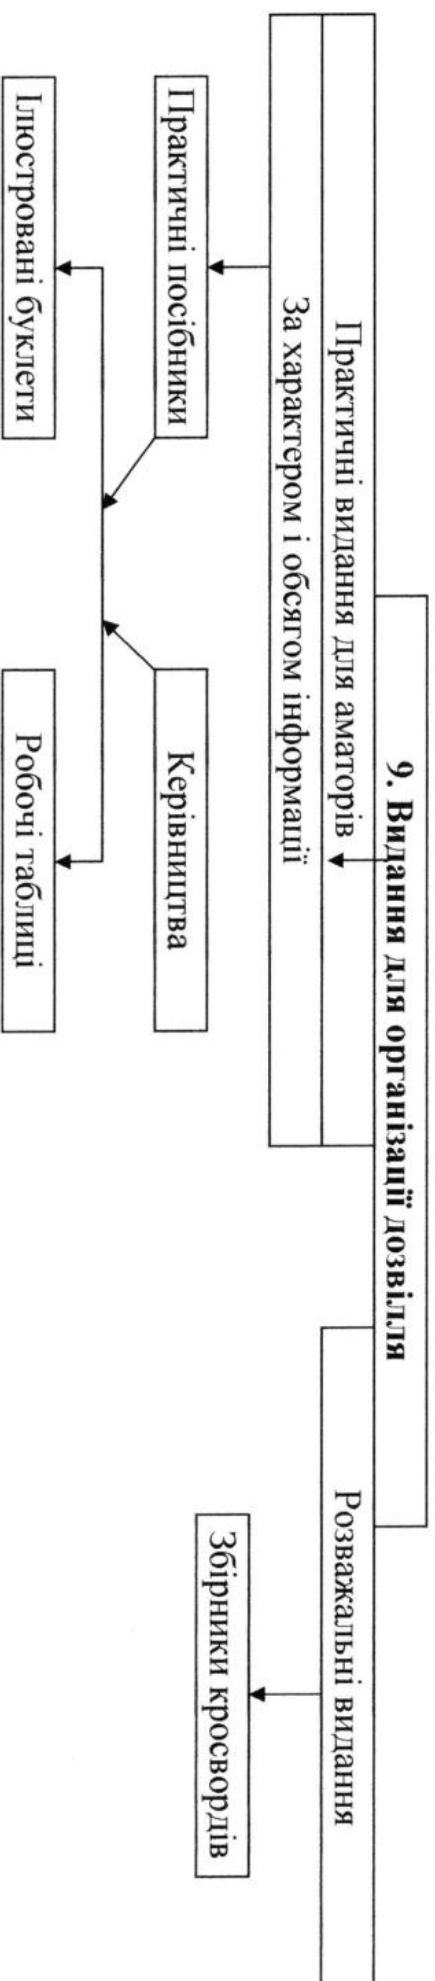 9. Видання для організації дозвілля
Практичні видання для аматорів
Розважальні видання
За характером і обсягом інформації
Практичні посібники
Керівництва
Збірники кросвордів
Ілюстровані буклети
Робочі таблиці